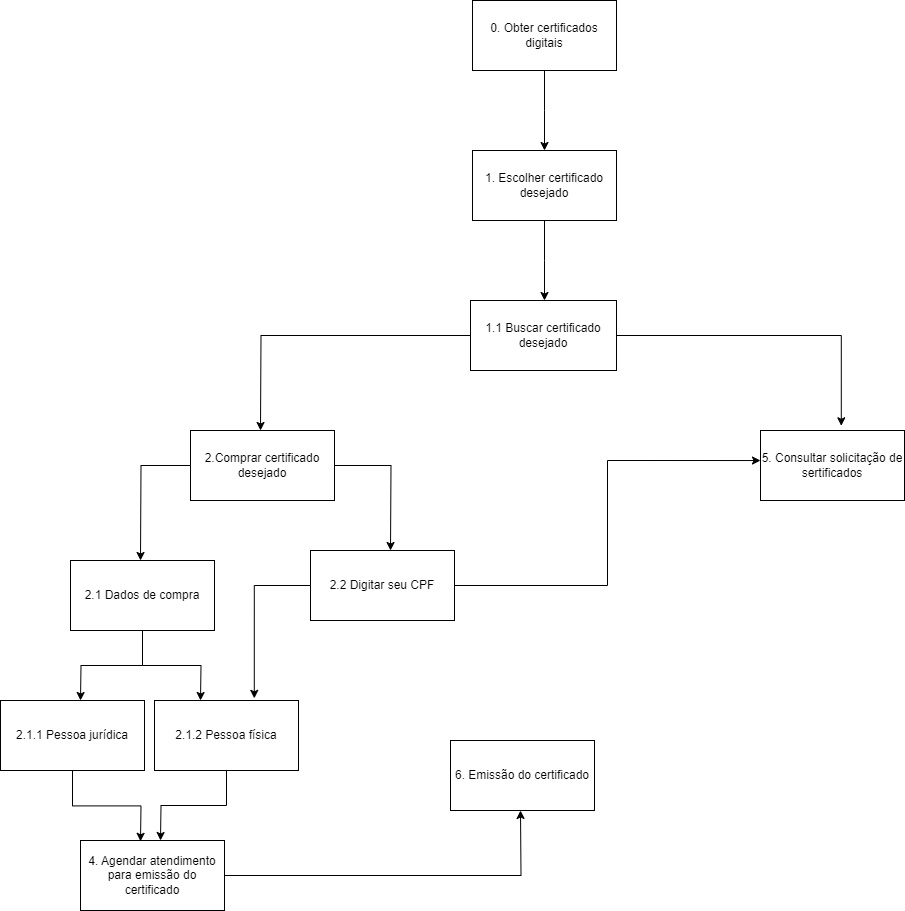 0. Obter certificados
digitais
1. Escolher certificado
desejado
1.1 Buscar certificado
desejado
2.Comprar certificado
desejado
5. Consultar solicitação de
sertificados
2.2 Digitar seu CPF
2.1 Dados de compra
2.1.1 Pessoa jurídica
2.1.2 Pessoa física
6. Emissão do certificado
4. Agendar atendimento
para emissão do
certificado